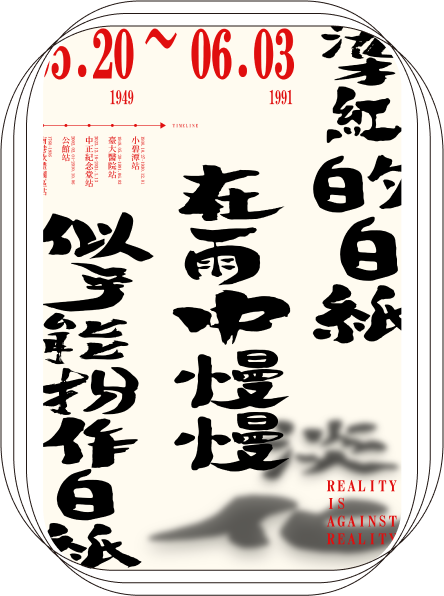 05.20 ~ 06.03
1949
1991
TIMELINE
小碧潭站
臺大醫院站
中正紀念堂站
公館站
染紅的白紙
在雨中慢慢
似乎能扮作白紙
淡
REALITY
IS
AGAINST
REALITY